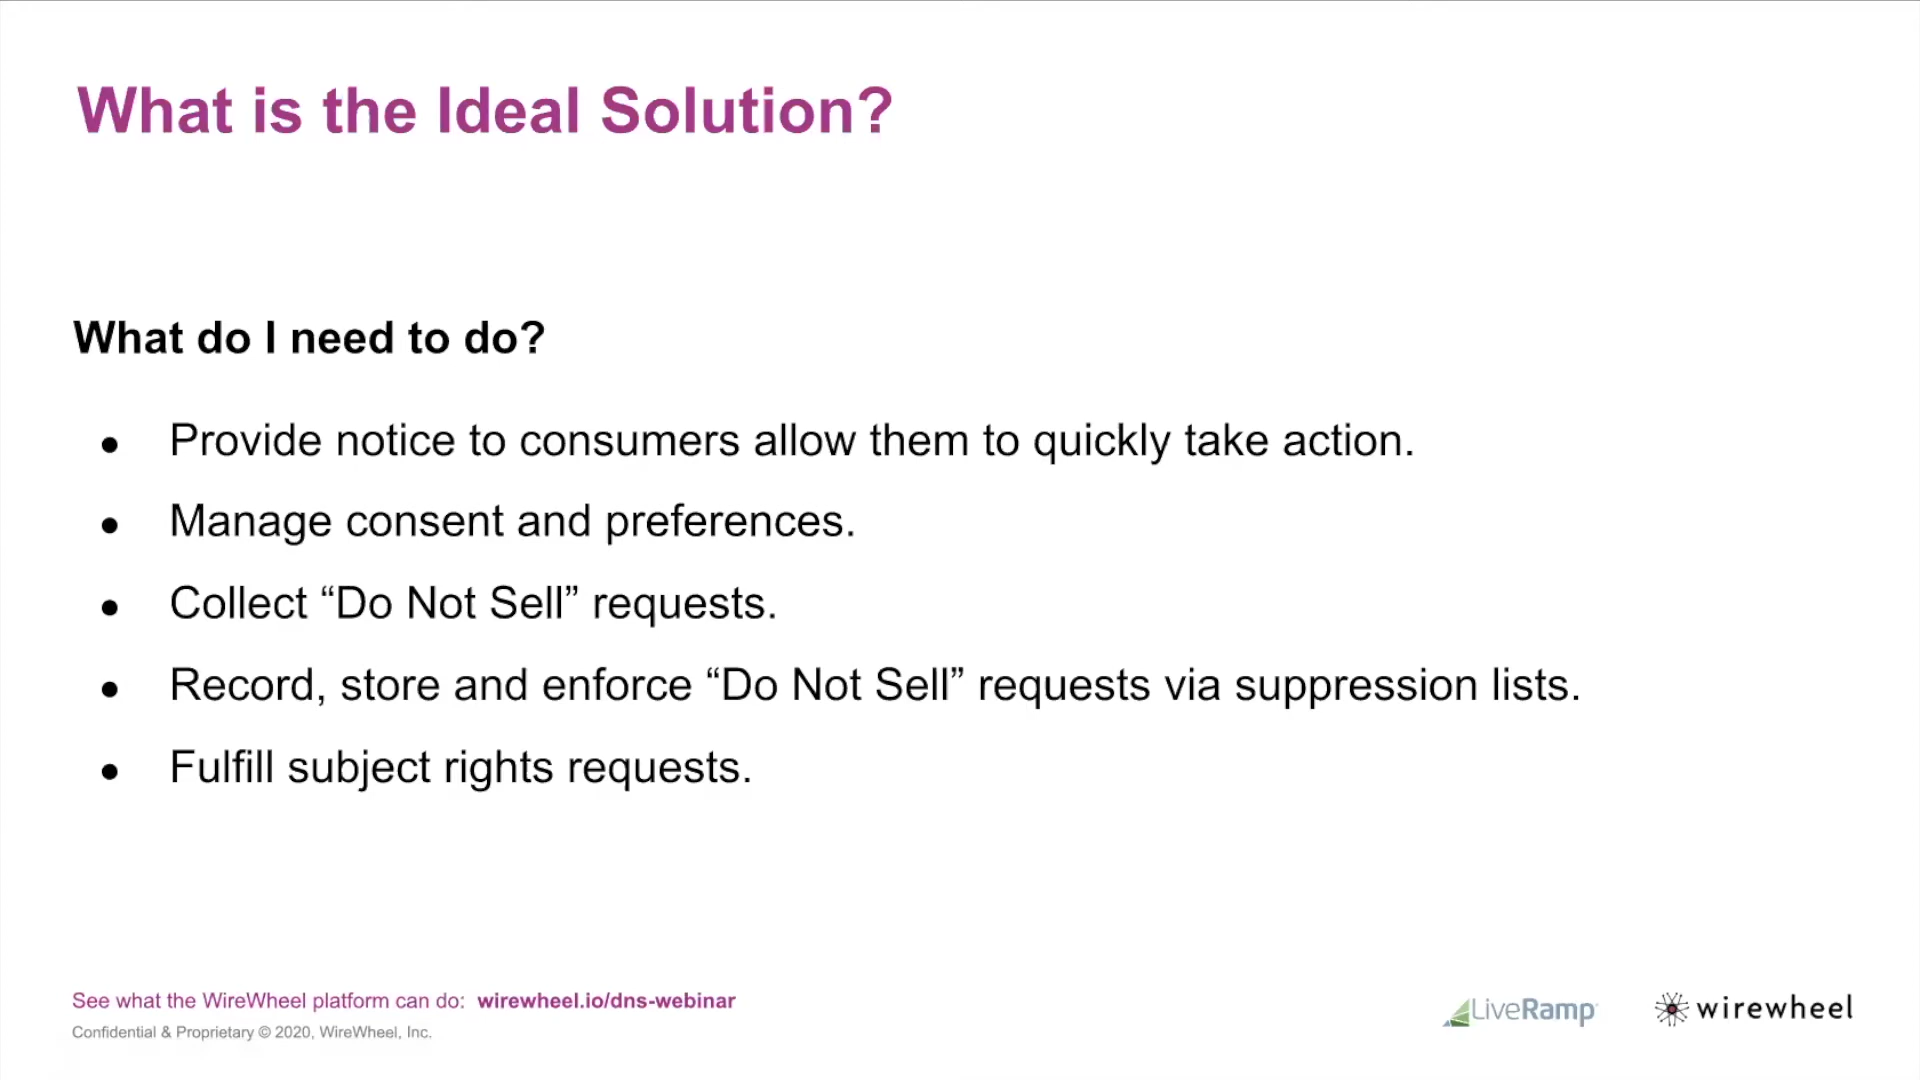 What is the Ideal Solution?
What do I need to do?
● Provide notice to consumers allow them to quickly take action.
● Manage consent and preferences.
● Collect “Do Not Sell” requests.
● Record, store and enforce “Do Not Sell” requests via suppression lists.
● Fulfill subject rights requests.
See what the WireWheel platform can do: wirewheel.io/dns-webinar
Confidential & Proprietary © 2020, WireWheel, Inc.
LiveRamp
wirewheel